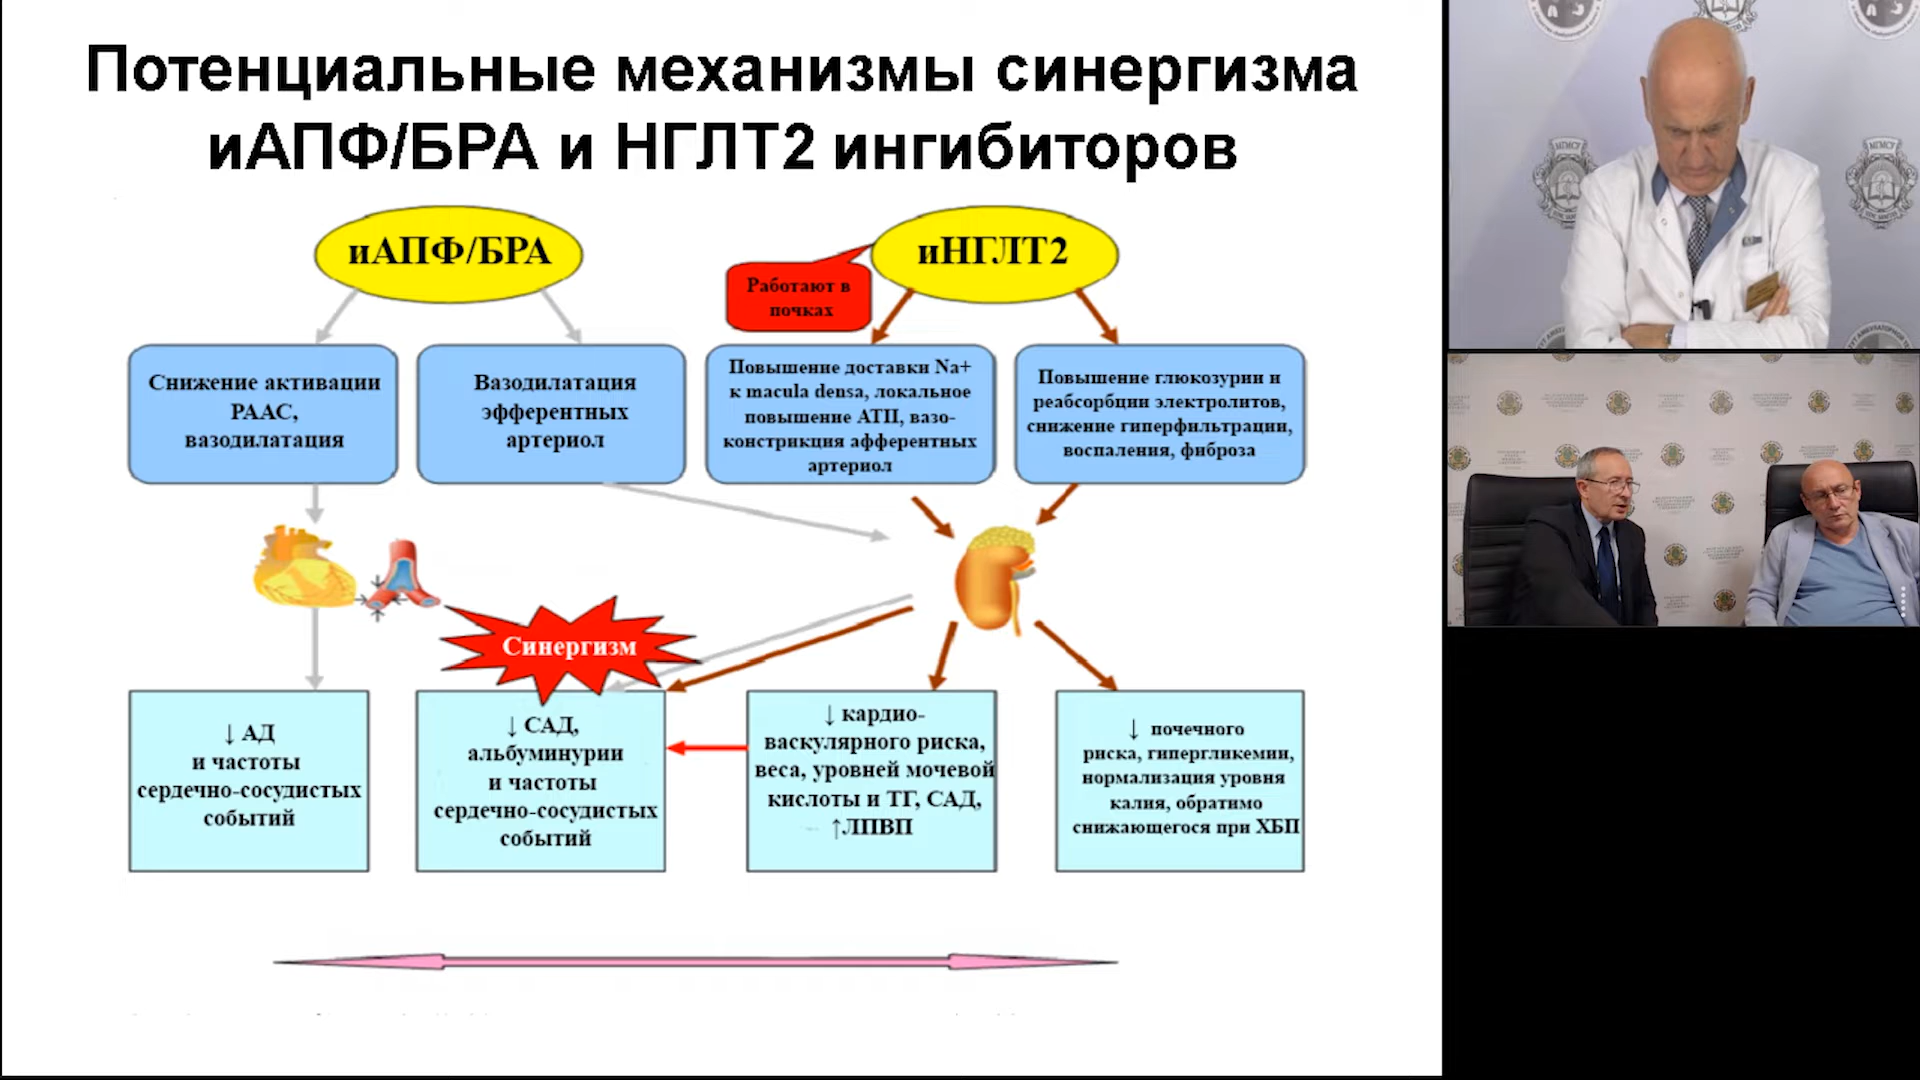 Потенциальные механизмы синергизма
иАПФ/БРА и НГЛТ2 ингибиторов
иАПФ/БРА
иНГЛТ2
Работают в
почках
Снижение активации
РААС,
вазодилатация
Вазодилатация
эфферентных
артериол
Повышение доставки Na+
к macula densa, локальное
повышение АТП, вазо-
констрикция афферентных
артериол
Повышение глюкозурии и
реабсорбции электролитов,
снижение гиперфильтрации,
воспаления, фиброза
Синергизм
↓ АД
и частоты
сердечно-сосудистых
событий
↓ САД,
альбуминурии
и частоты
сердечно-сосудистых
событий
↓ кардио-
васкулярного риска,
веса, уровней мочевой
кислоты и ТГ, САД,
↑ЛПВП
↓ почечного
риска, гипергликемии,
нормализация уровня
калия, обратимо
снижающегося при ХБП
МГМСУ
МГМСУ